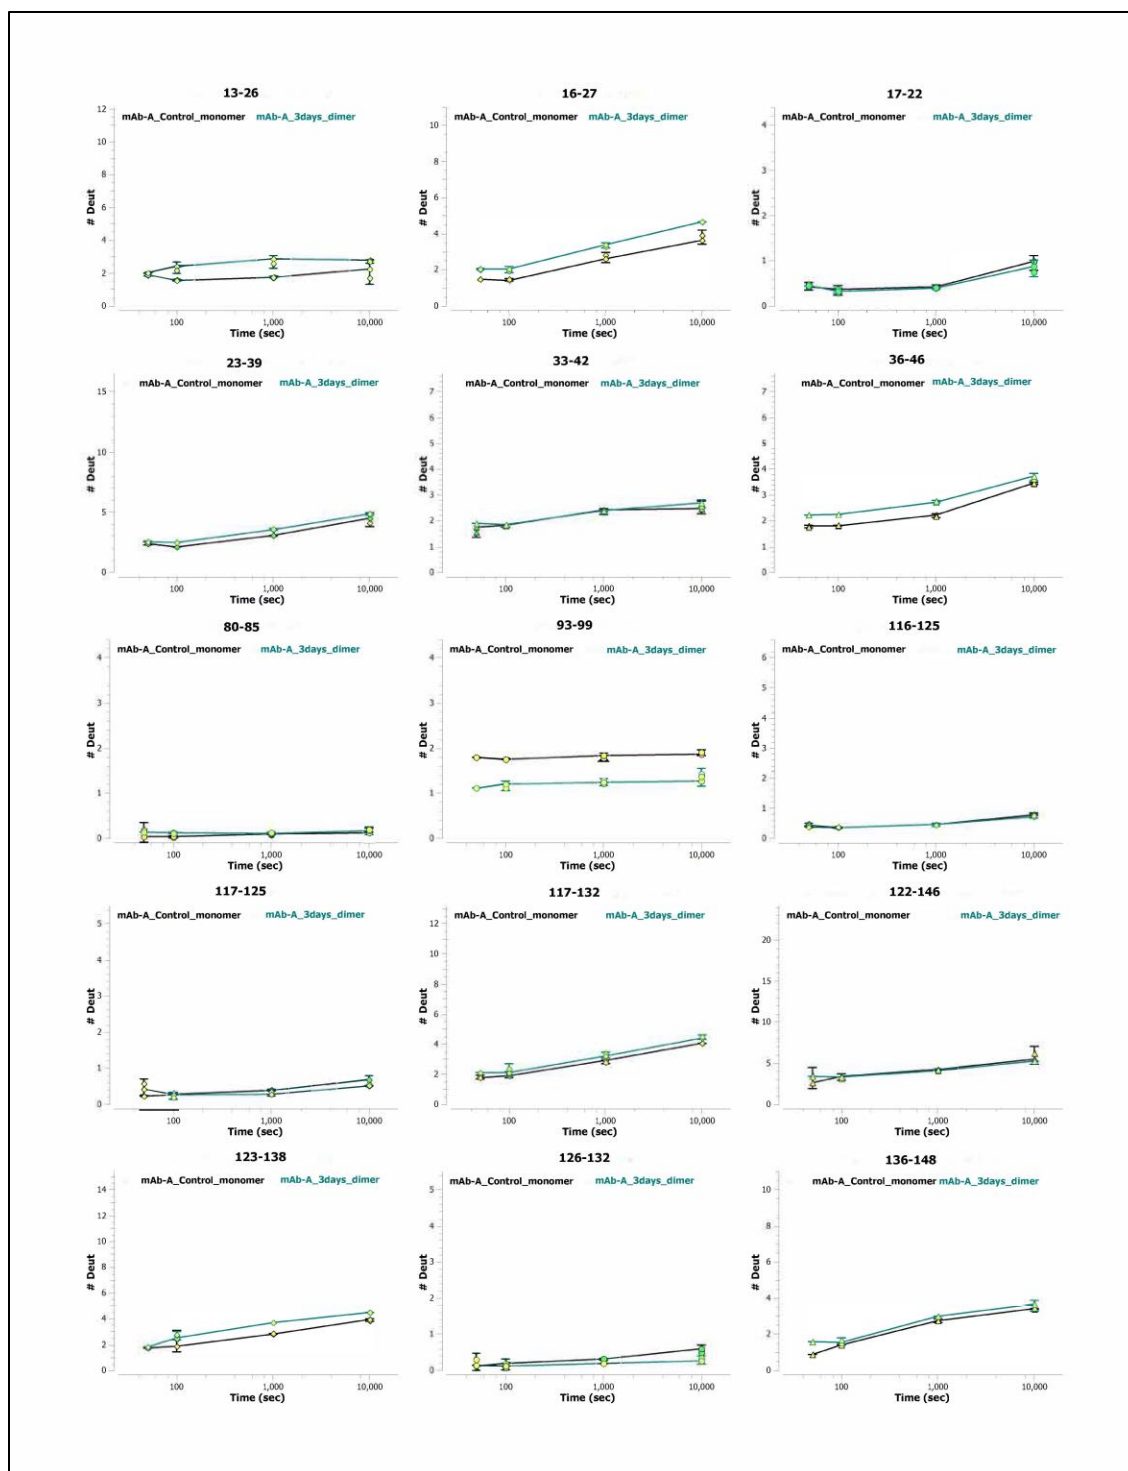 13-26
mAb-A_Control_monomer mAb-A_3days_dimer
12
10
8
6
4
2
0
# Deut
100 1,000 10,000
Time (sec)
16-27
mAb-A_Control_monomer mAb-A_3days_dimer
10
8
6
4
2
0
# Deut
100 1,000 10,000
Time (sec)
17-22
mAb-A_Control_monomer mAb-A_3days_dimer
4
3
2
1
0
# Deut
100 1,000 10,000
Time (sec)
23-39
mAb-A_Control_monomer mAb-A_3days_dimer
15
10
5
0
# Deut
100 1,000 10,000
Time (sec)
33-42
mAb-A_Control_monomer mAb-A_3days_dimer
7
6
5
4
3
2
1
0
# Deut
100 1,000 10,000
Time (sec)
36-46
mAb-A_Control_monomer mAb-A_3days_dimer
7
6
5
4
3
2
1
0
# Deut
100 1,000 10,000
Time (sec)
80-85
mAb-A_Control_monomer mAb-A_3days_dimer
4
3
2
1
0
# Deut
100 1,000 10,000
Time (sec)
93-99
mAb-A_Control_monomer mAb-A_3days_dimer
4
3
2
1
0
# Deut
100 1,000 10,000
Time (sec)
116-125
mAb-A_Control_monomer mAb-A_3days_dimer
6
5
4
3
2
1
0
# Deut
100 1,000 10,000
Time (sec)
117-125
mAb-A_Control_monomer mAb-A_3days_dimer
5
4
3
2
1
0
# Deut
100 1,000 10,000
Time (sec)
117-132
mAb-A_Control_monomer mAb-A_3days_dimer
12
10
8
6
4
2
0
# Deut
100 1,000 10,000
Time (sec)
122-146
mAb-A_Control_monomer mAb-A_3days_dimer
20
15
10
5
0
# Deut
100 1,000 10,000
Time (sec)
123-138
mAb-A_Control_monomer mAb-A_3days_dimer
14
12
10
8
6
4
2
0
# Deut
100 1,000 10,000
Time (sec)
126-132
mAb-A_Control_monomer mAb-A_3days_dimer
5
4
3
2
1
0
# Deut
100 1,000 10,000
Time (sec)
136-148
mAb-A_Control_monomer mAb-A_3days_dimer
10
8
6
4
2
0
# Deut
100 1,000 10,000
Time (sec)